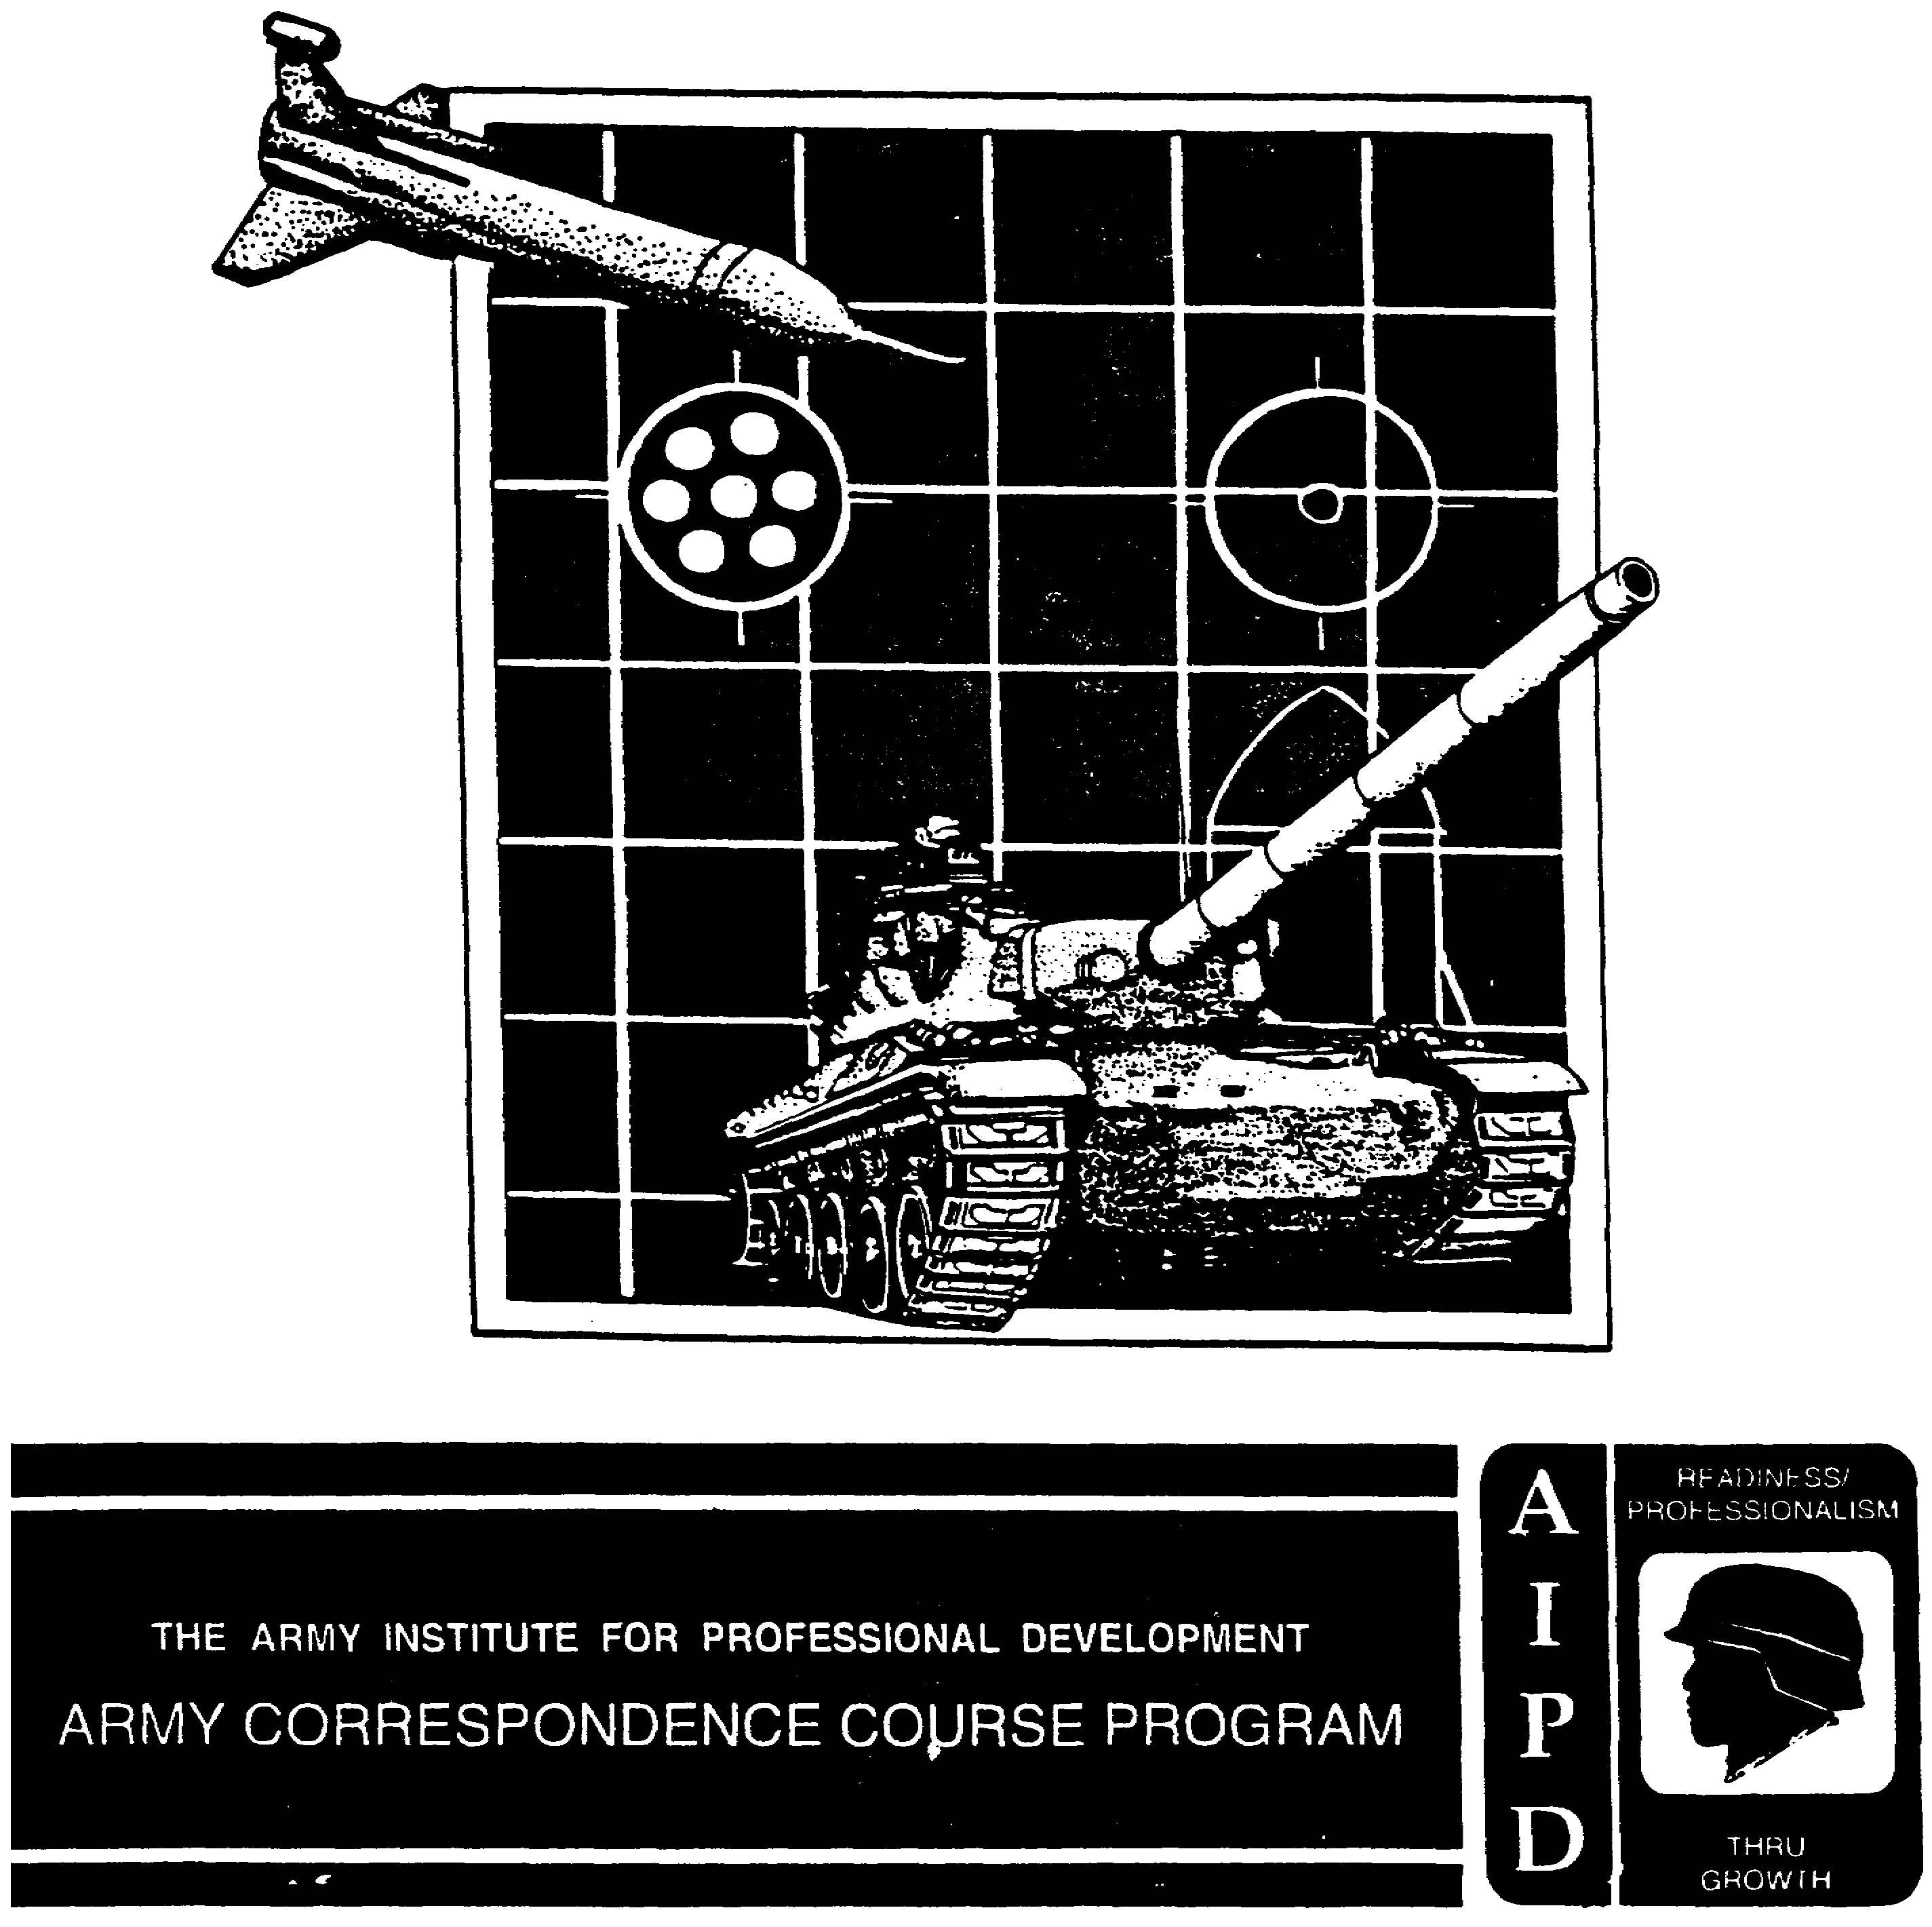 THE ARMY INSTITUTE FOR PROFESSIONAL DEVELOPMENT
ARMY CORRESPONDENCE COURSE PROGRAM
A
I
P
D
READINESS/
PROFESSIONALISM
THRU
GROWTH